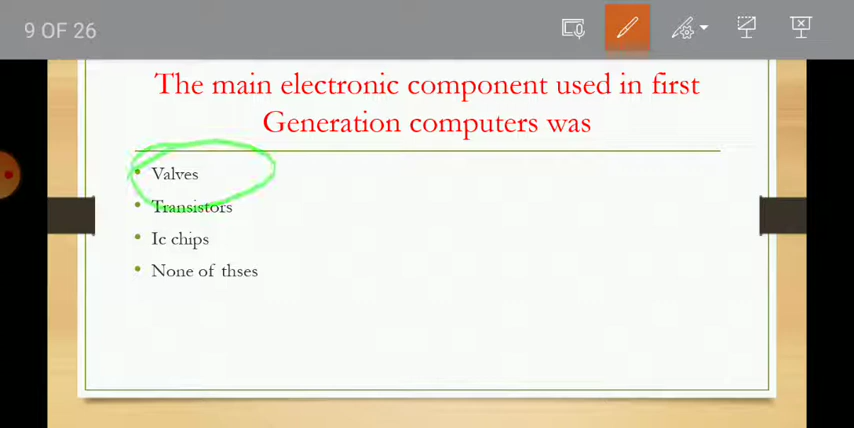 9 OF 26
The main electronic component used in first
Generation computers was
• Valves
• Transistors
• Ic chips
• None of thses